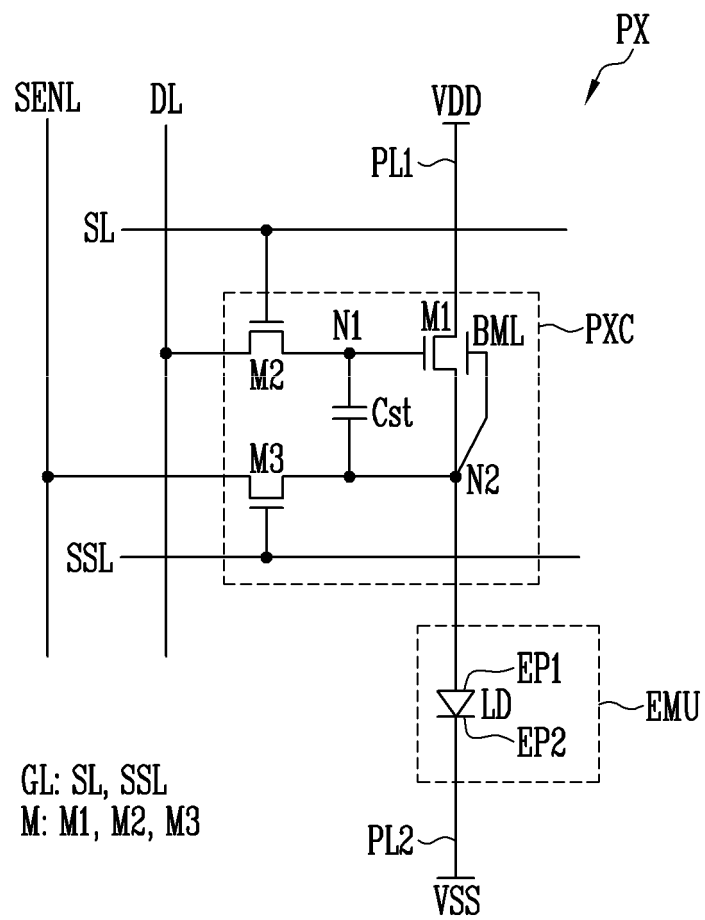 PX
SENL
DL
VDD
PL1
SL
M1
N1
BML
PXC
M2
Cst
M3
N2
SSL
EP1
LD
EMU
EP2
GL: SL, SSL
M: M1, M2, M3
PL2
VSS